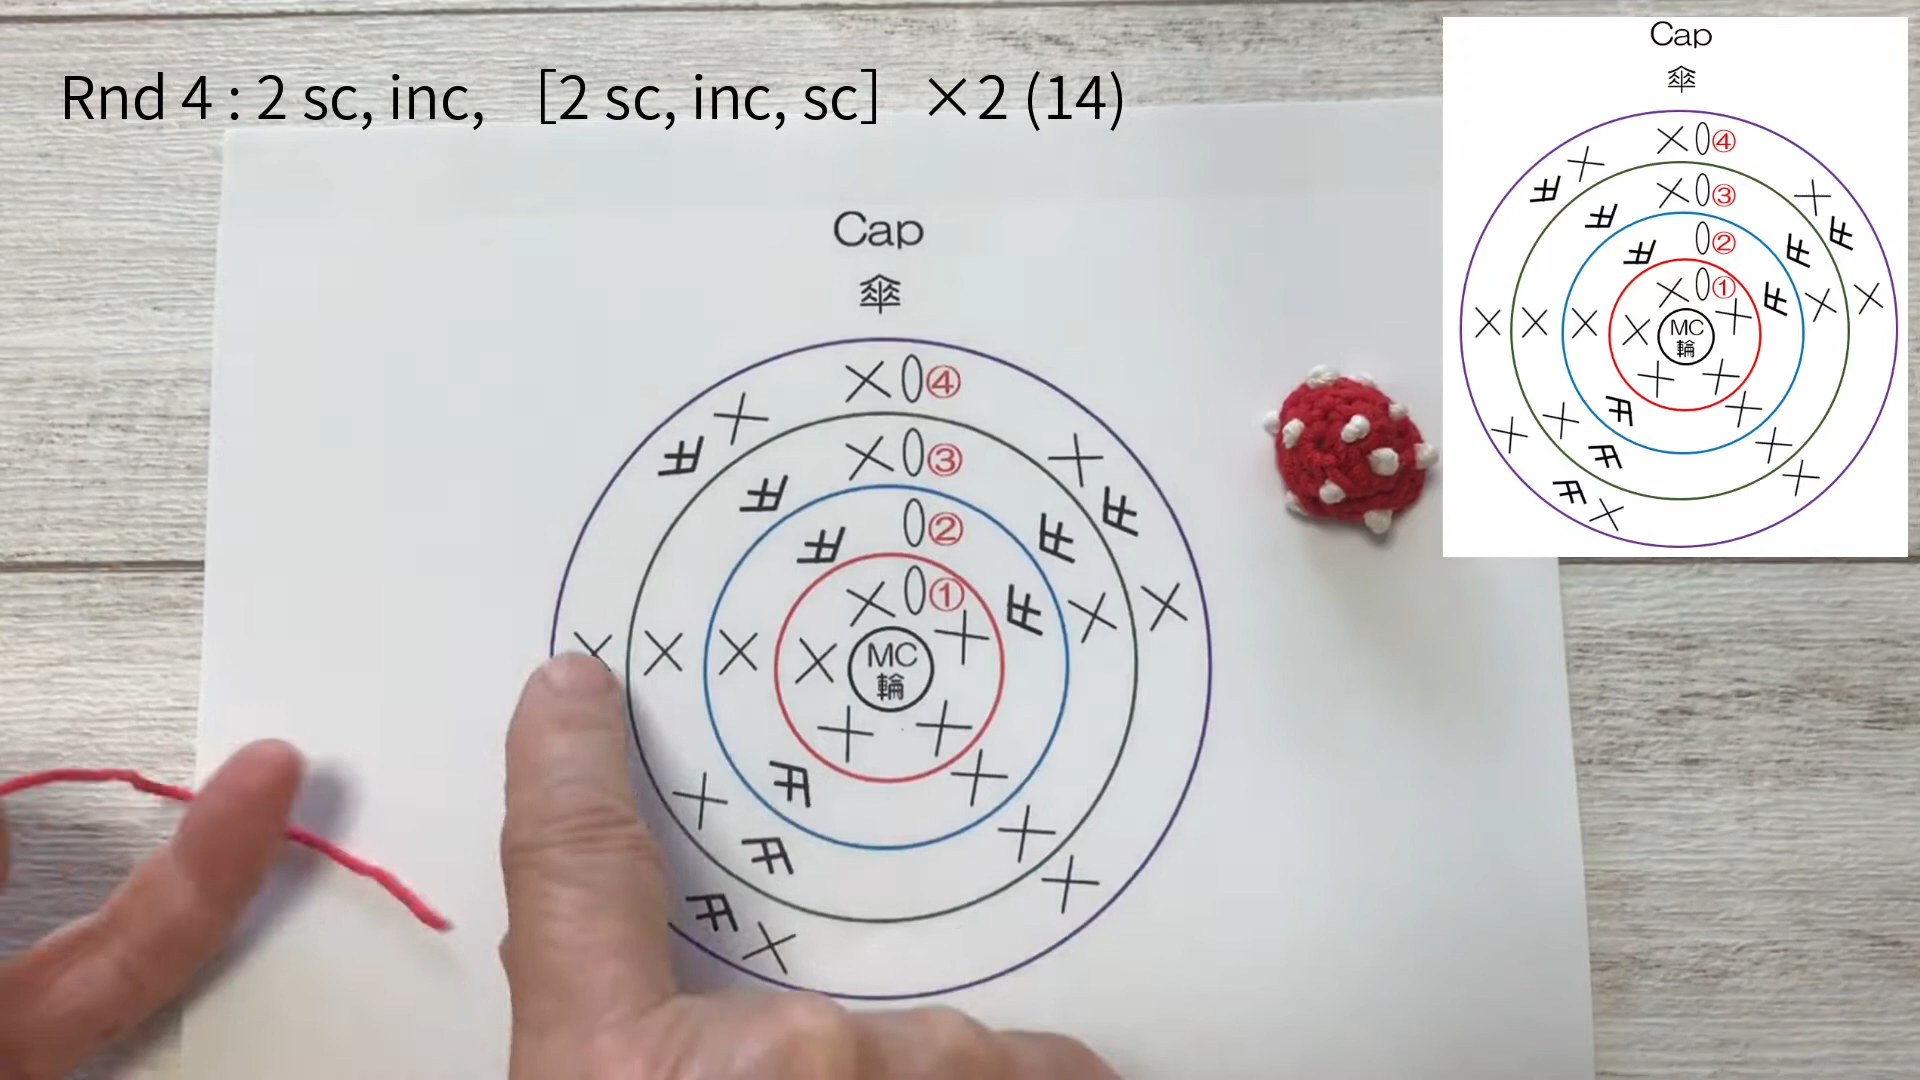 Rnd 4 : 2 sc, inc, ［2 sc, inc, sc］ ×2 (14)
Cap
傘
④
③
②
①
MC
輪
Cap
傘
④
③
②
①
MC
輪